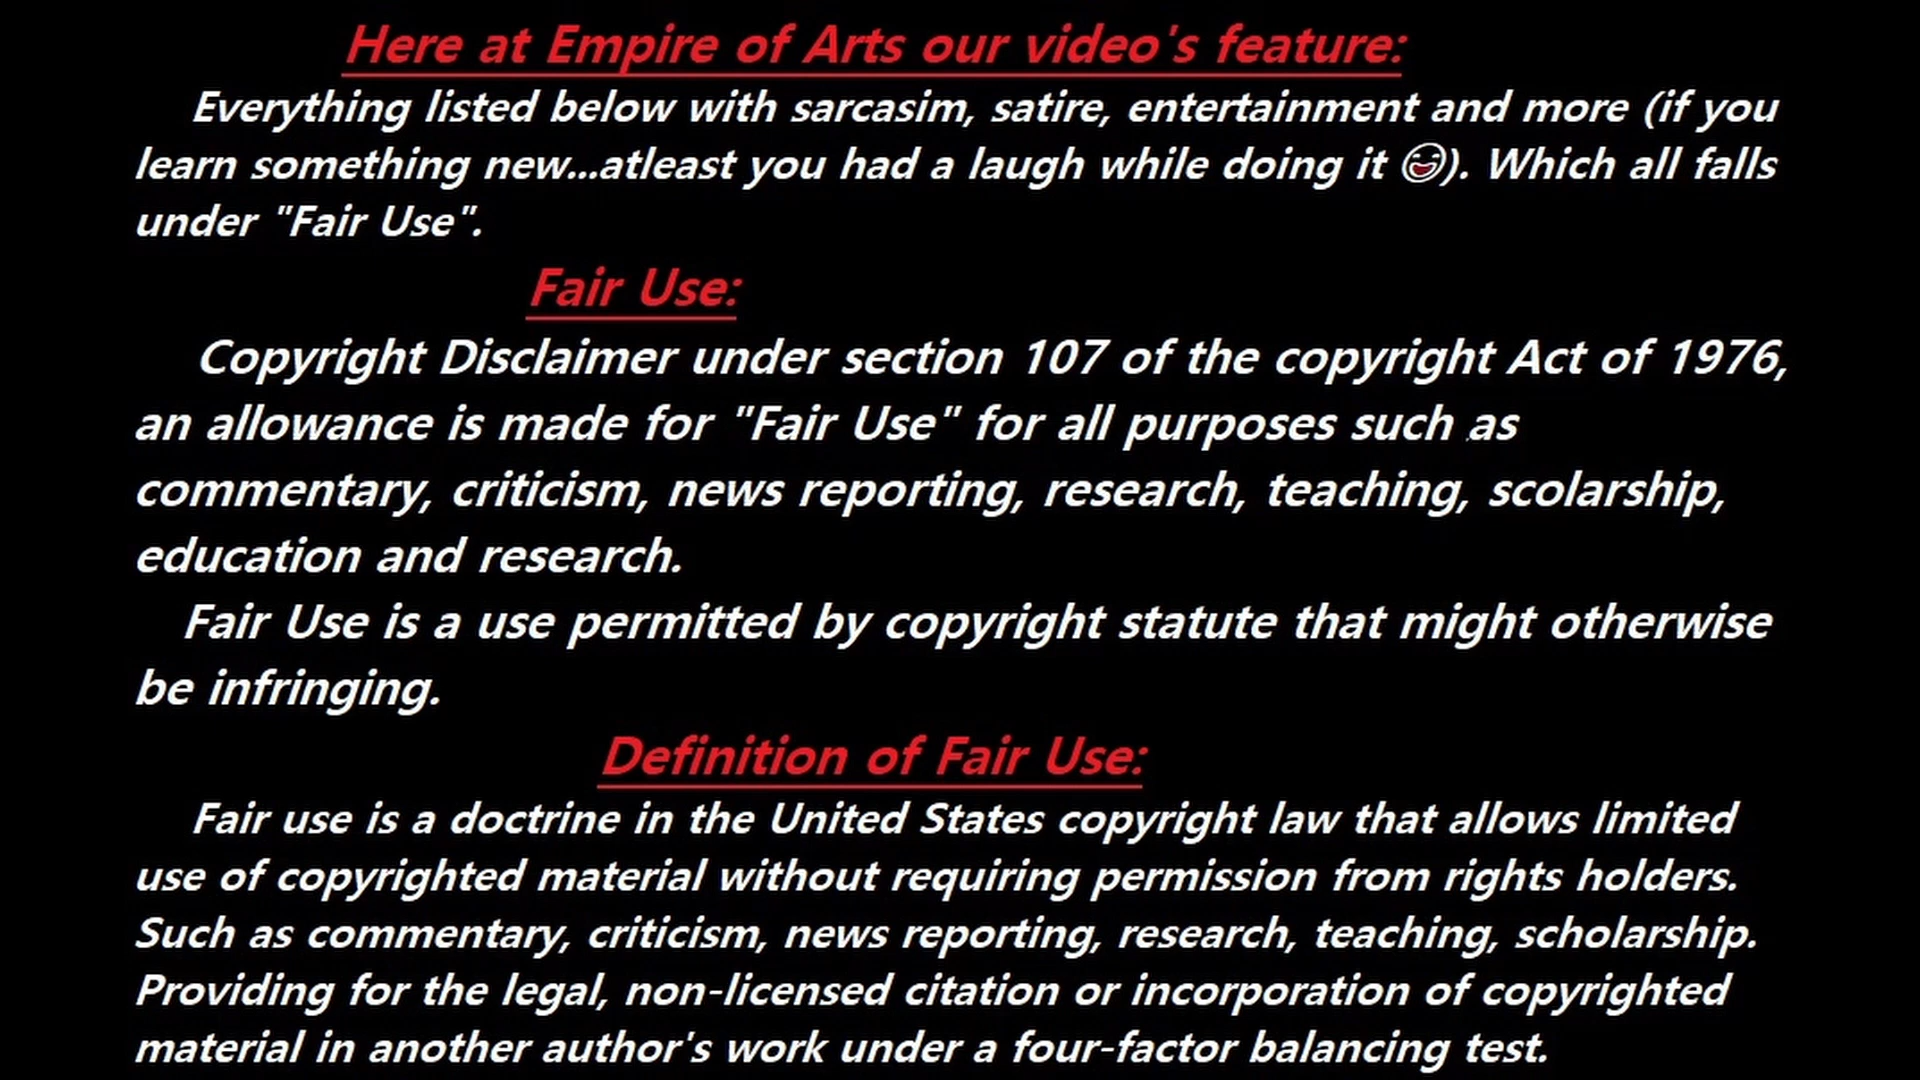 Here at Empire of Arts our video's feature:
Everything listed below with sarcasim, satire, entertainment and more (if you
learn something new...atleast you had a laugh while doing it 😄). Which all falls
under "Fair Use".
Fair Use:
Copyright Disclaimer under section 107 of the copyright Act of 1976,
an allowance is made for "Fair Use" for all purposes such as
commentary, criticism, news reporting, research, teaching, scolarship,
education and research.
Fair Use is a use permitted by copyright statute that might otherwise
be infringing.
Definition of Fair Use:
Fair use is a doctrine in the United States copyright law that allows limited
use of copyrighted material without requiring permission from rights holders.
Such as commentary, criticism, news reporting, research, teaching, scholarship.
Providing for the legal, non-licensed citation or incorporation of copyrighted
material in another author's work under a four-factor balancing test.